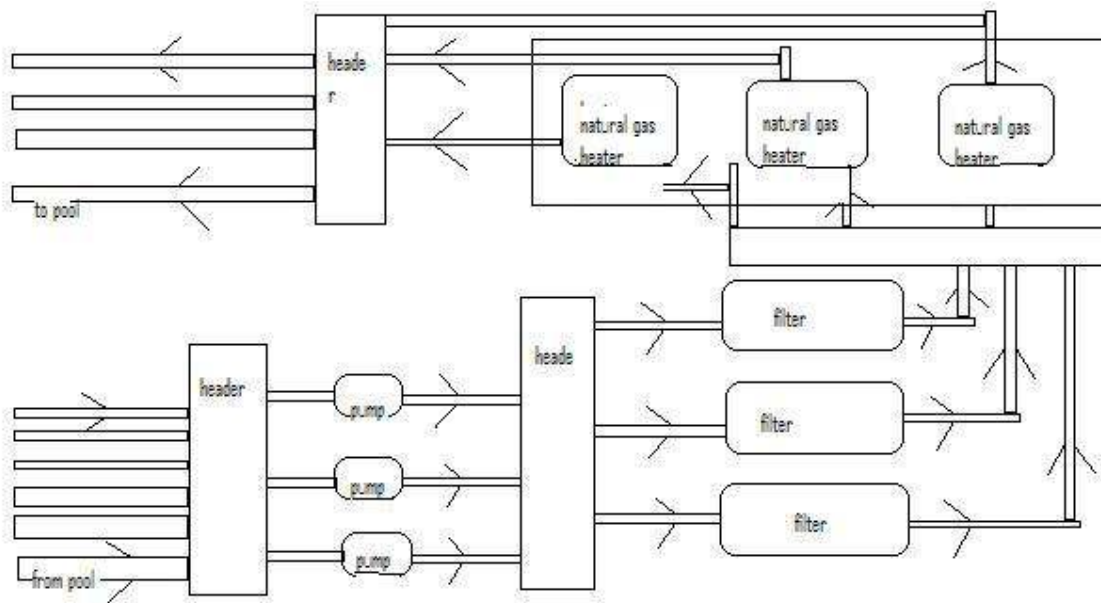 heade
r
natural gas
heater
natural gas
heater
natural gas
heater
to pool
filter
heade
header
pump
filter
pump
filter
pump
from pool